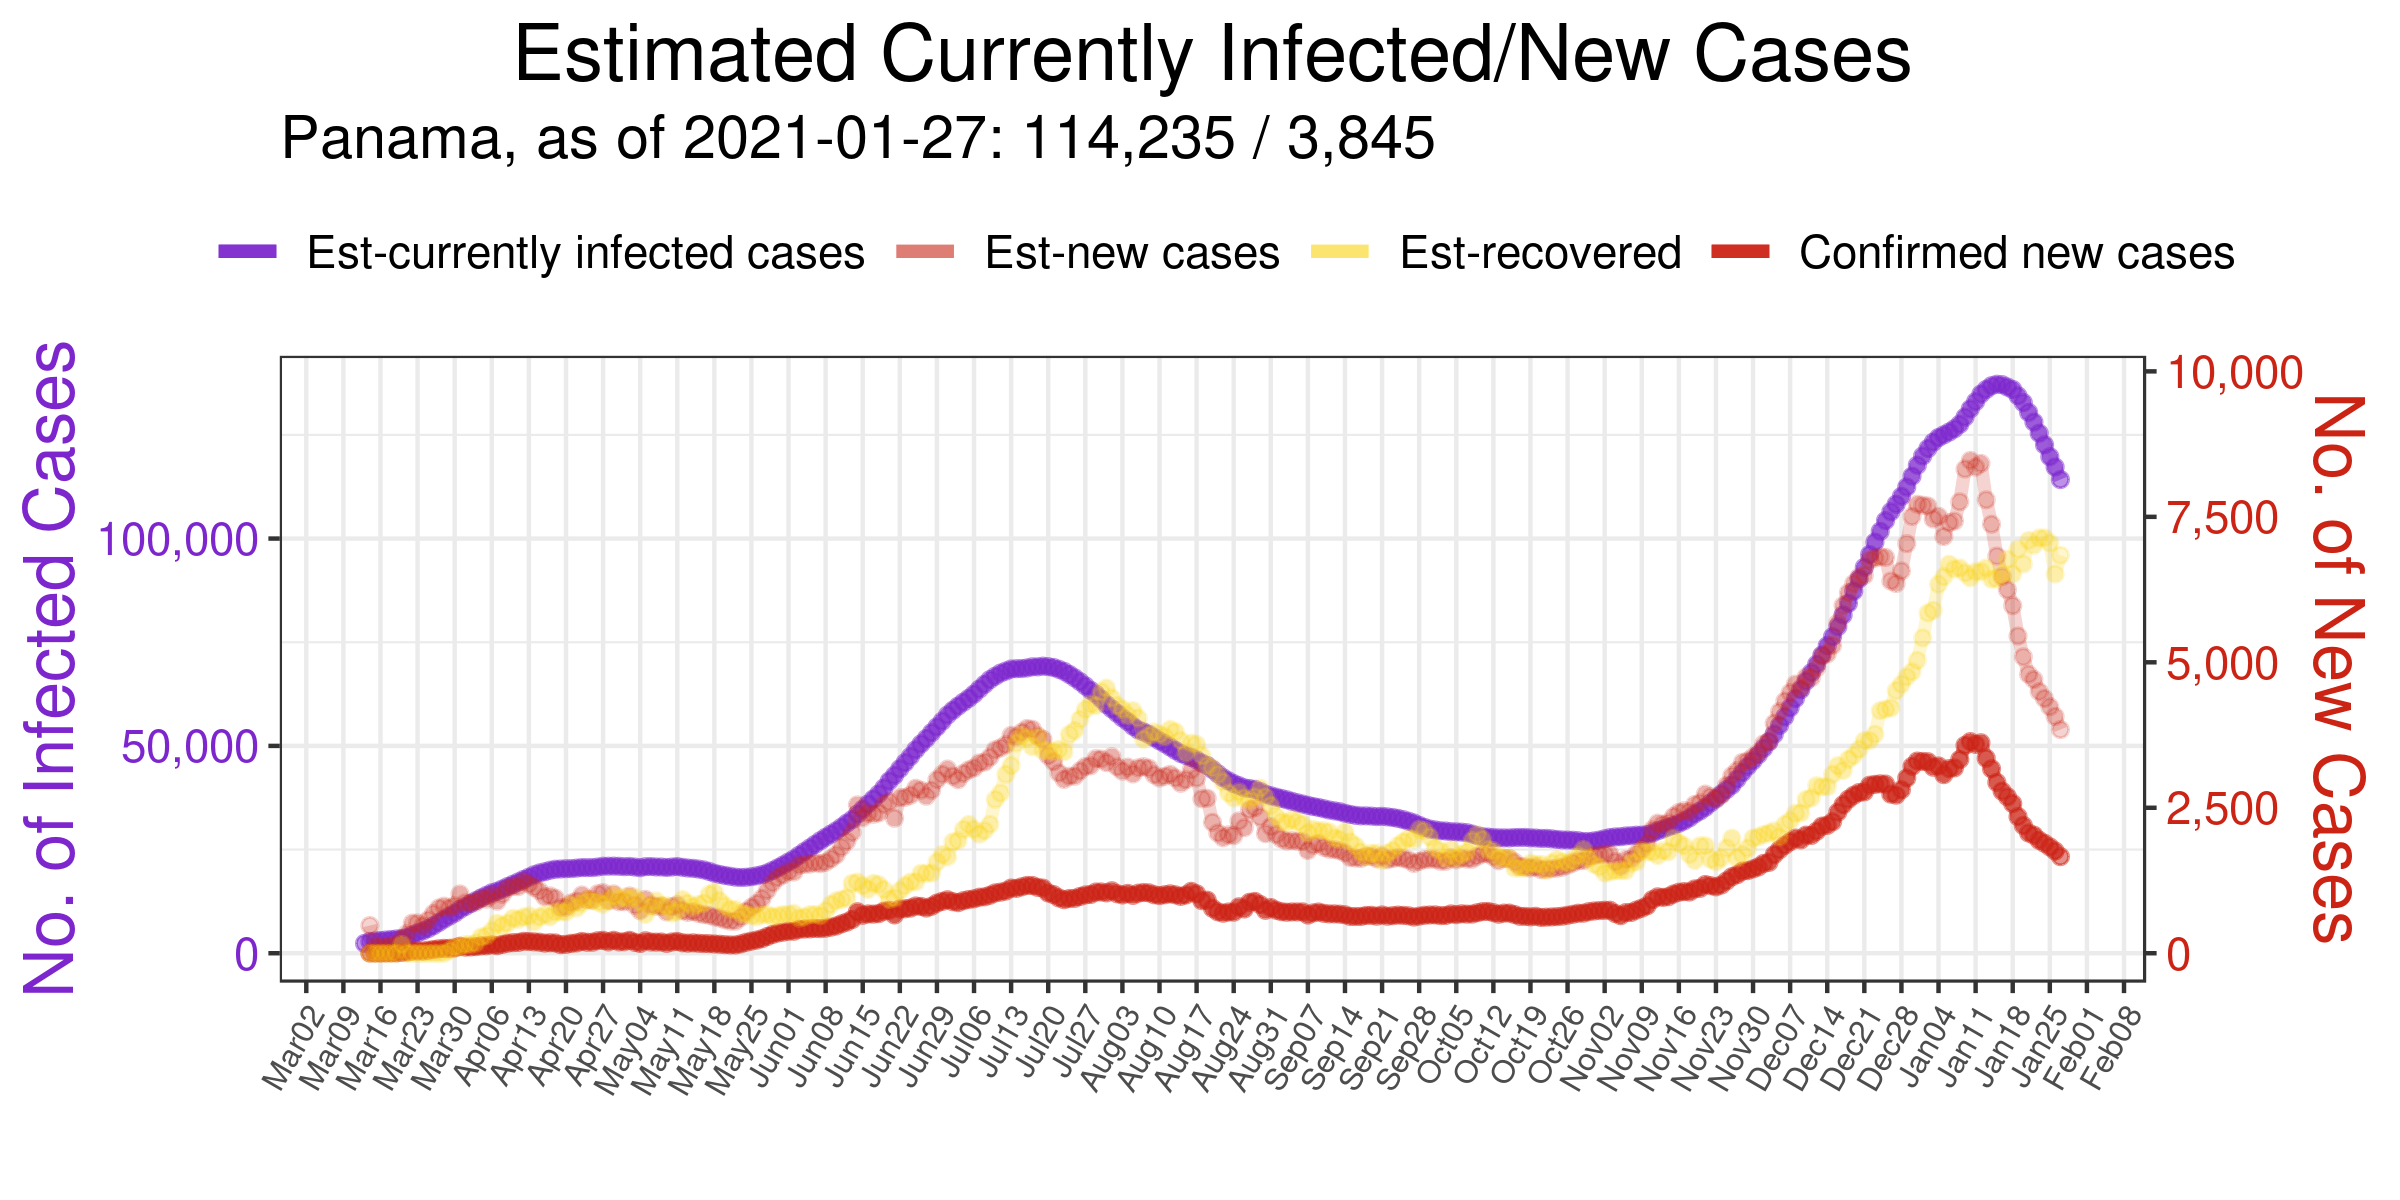 Estimated Currently Infected/New Cases
Panama, as of 2021-01-27: 114,235 / 3,845
Est-currently infected cases Est-new cases Est-recovered Confirmed new cases
No. of Infected Cases
100,000
50,000
0
10,000
7,500
5,000
2,500
0
No. of New Cases
Mar02 Mar09 Mar16 Mar23 Mar30 Apr06 Apr13 Apr20 Apr27 May04 May11 May18 May25 Jun01 Jun08 Jun15 Jun22 Jun29 Jul06 Jul13 Jul20 Jul27 Aug03 Aug10 Aug17 Aug24 Aug31 Sep07 Sep14 Sep21 Sep28 Oct05 Oct12 Oct19 Oct26 Nov02 Nov09 Nov16 Nov23 Nov30 Dec07 Dec14 Dec21 Dec28 Jan04 Jan11 Jan18 Jan25 Feb01 Feb08